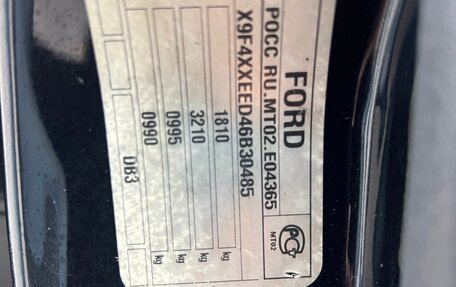 FORD
РОСС RU.MT02.E04365
X9F4XXEED46B30485
MT02
1810 kg
3210 kg
0995 kg
0990 kg
DB3